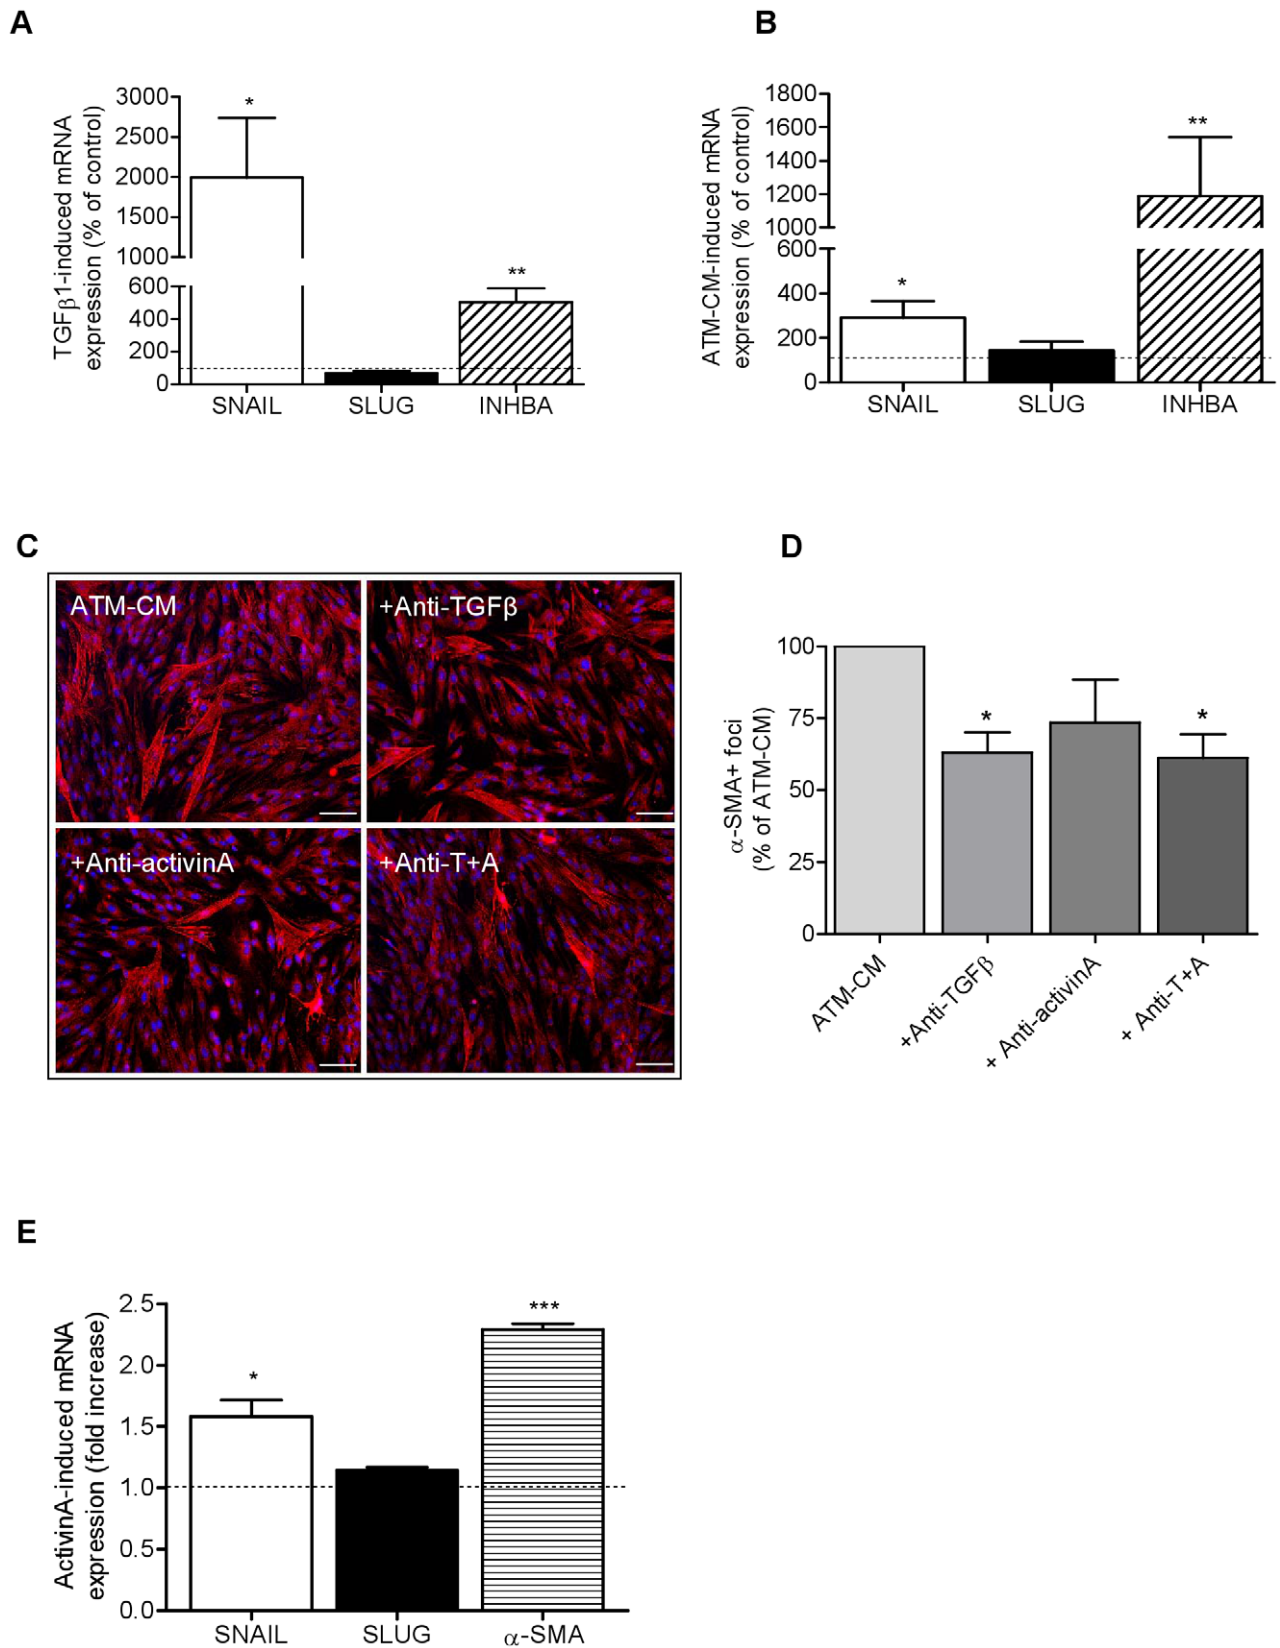 A
B
TGFβ1-induced mRNA
expression (% of control)
3000
2500
2000
1500
1000
600
400
200
0
*
**
SNAIL
SLUG
INHBA
ATM-CM-induced mRNA
expression (% of control)
1800
1600
1400
1200
1000
600
400
200
0
*
**
SNAIL
SLUG
INHBA
C
D
ATM-CM
+Anti-TGFβ
+Anti-activinA
+Anti-T+A
α-SMA+ foci
(% of ATM-CM)
100
75
50
25
0
*
*
ATM-CM
+Anti-TGFβ
+ Anti-activinA
+ Anti-T+A
E
ActivinA-induced mRNA
expression (fold increase)
2.5
2.0
1.5
1.0
0.5
0.0
*
***
SNAIL
SLUG
α-SMA